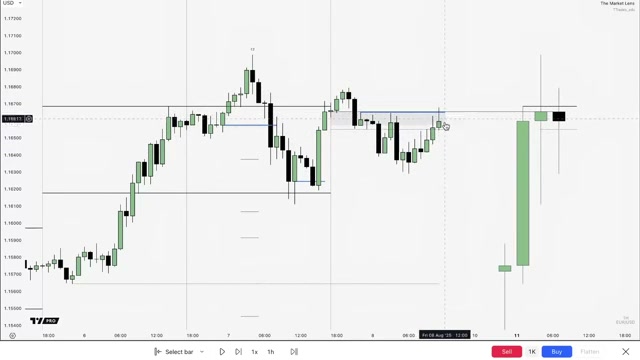 USD
The Market Lens
1.17200
1.17000
1.16900
1.16800
1.16700
1.16611
1.16500
1.16400
1.16300
1.16200
1.16100
1.16000
1.15900
1.15800
1.15700
1.15600
1.15500
1.15400
PRO
EURUSD
18:00
6
06:00
12:00
18:00
7
06:00
12:00
18:00
8
06:00
Fri 08 Aug '25 12:00
10
11
06:00
12:00
18:00
Select bar
1x
1h
Sell
1K
Buy
Flatten